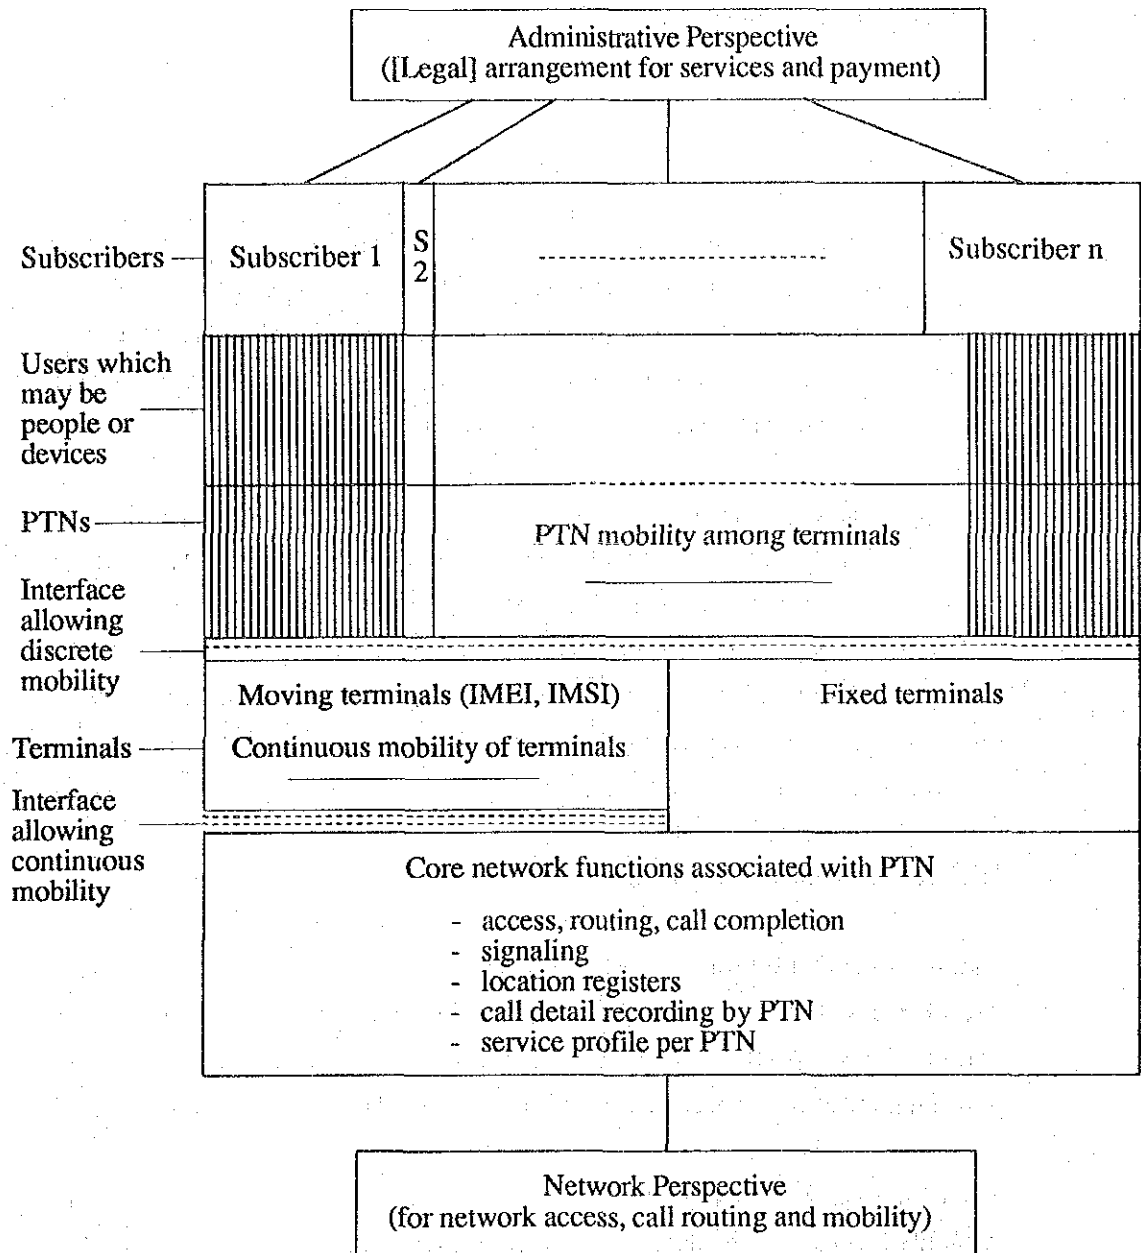 Administrative Perspective
([Legal] arrangement for services and payment)
Subscribers
Subscriber 1
S
2
Subscriber n
Users which
may be
people or
devices
PTNs
PTN mobility among terminals
Interface
allowing
discrete
mobility
Moving terminals (IMEI, IMSI)
Fixed terminals
Terminals
Continuous mobility of terminals
Interface
allowing
continuous
mobility
Core network functions associated with PTN
- access, routing, call completion
- signaling
- location registers
- call detail recording by PTN
- service profile per PTN
Network Perspective
(for network access, call routing and mobility)